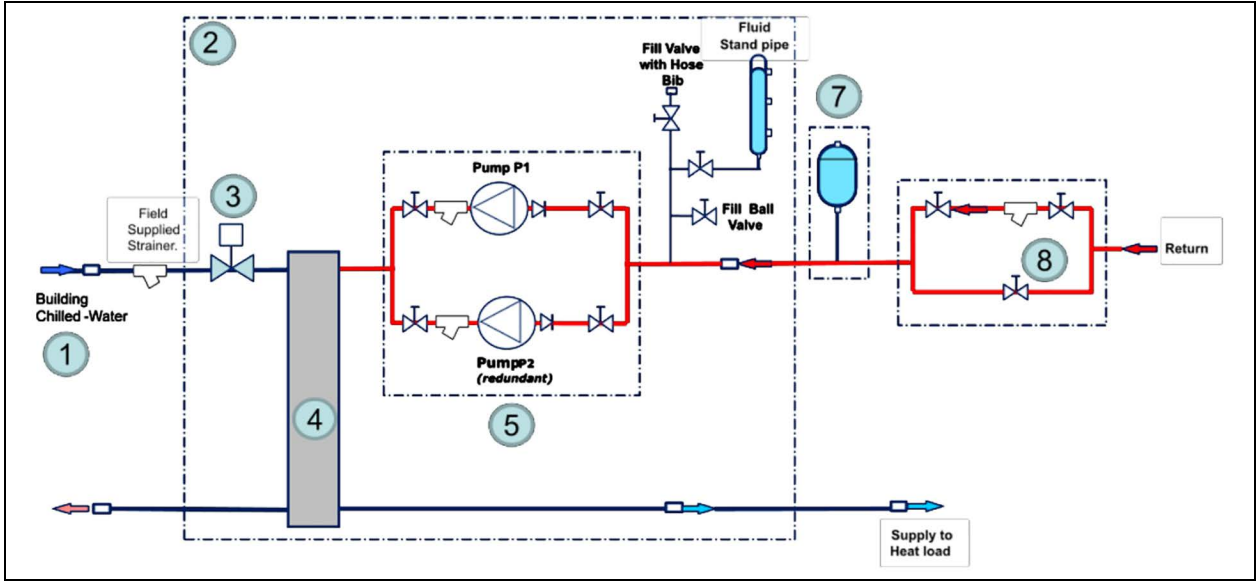 2
Fluid
Stand pipe
Fill Valve
with Hose
Bib
7
Pump P1
3
Field
Supplied
Strainer.
Fill Ball
Valve
8
Return
Building
Chilled -Water
1
PumpP2
(redundant)
4
5
Supply to
Heat load